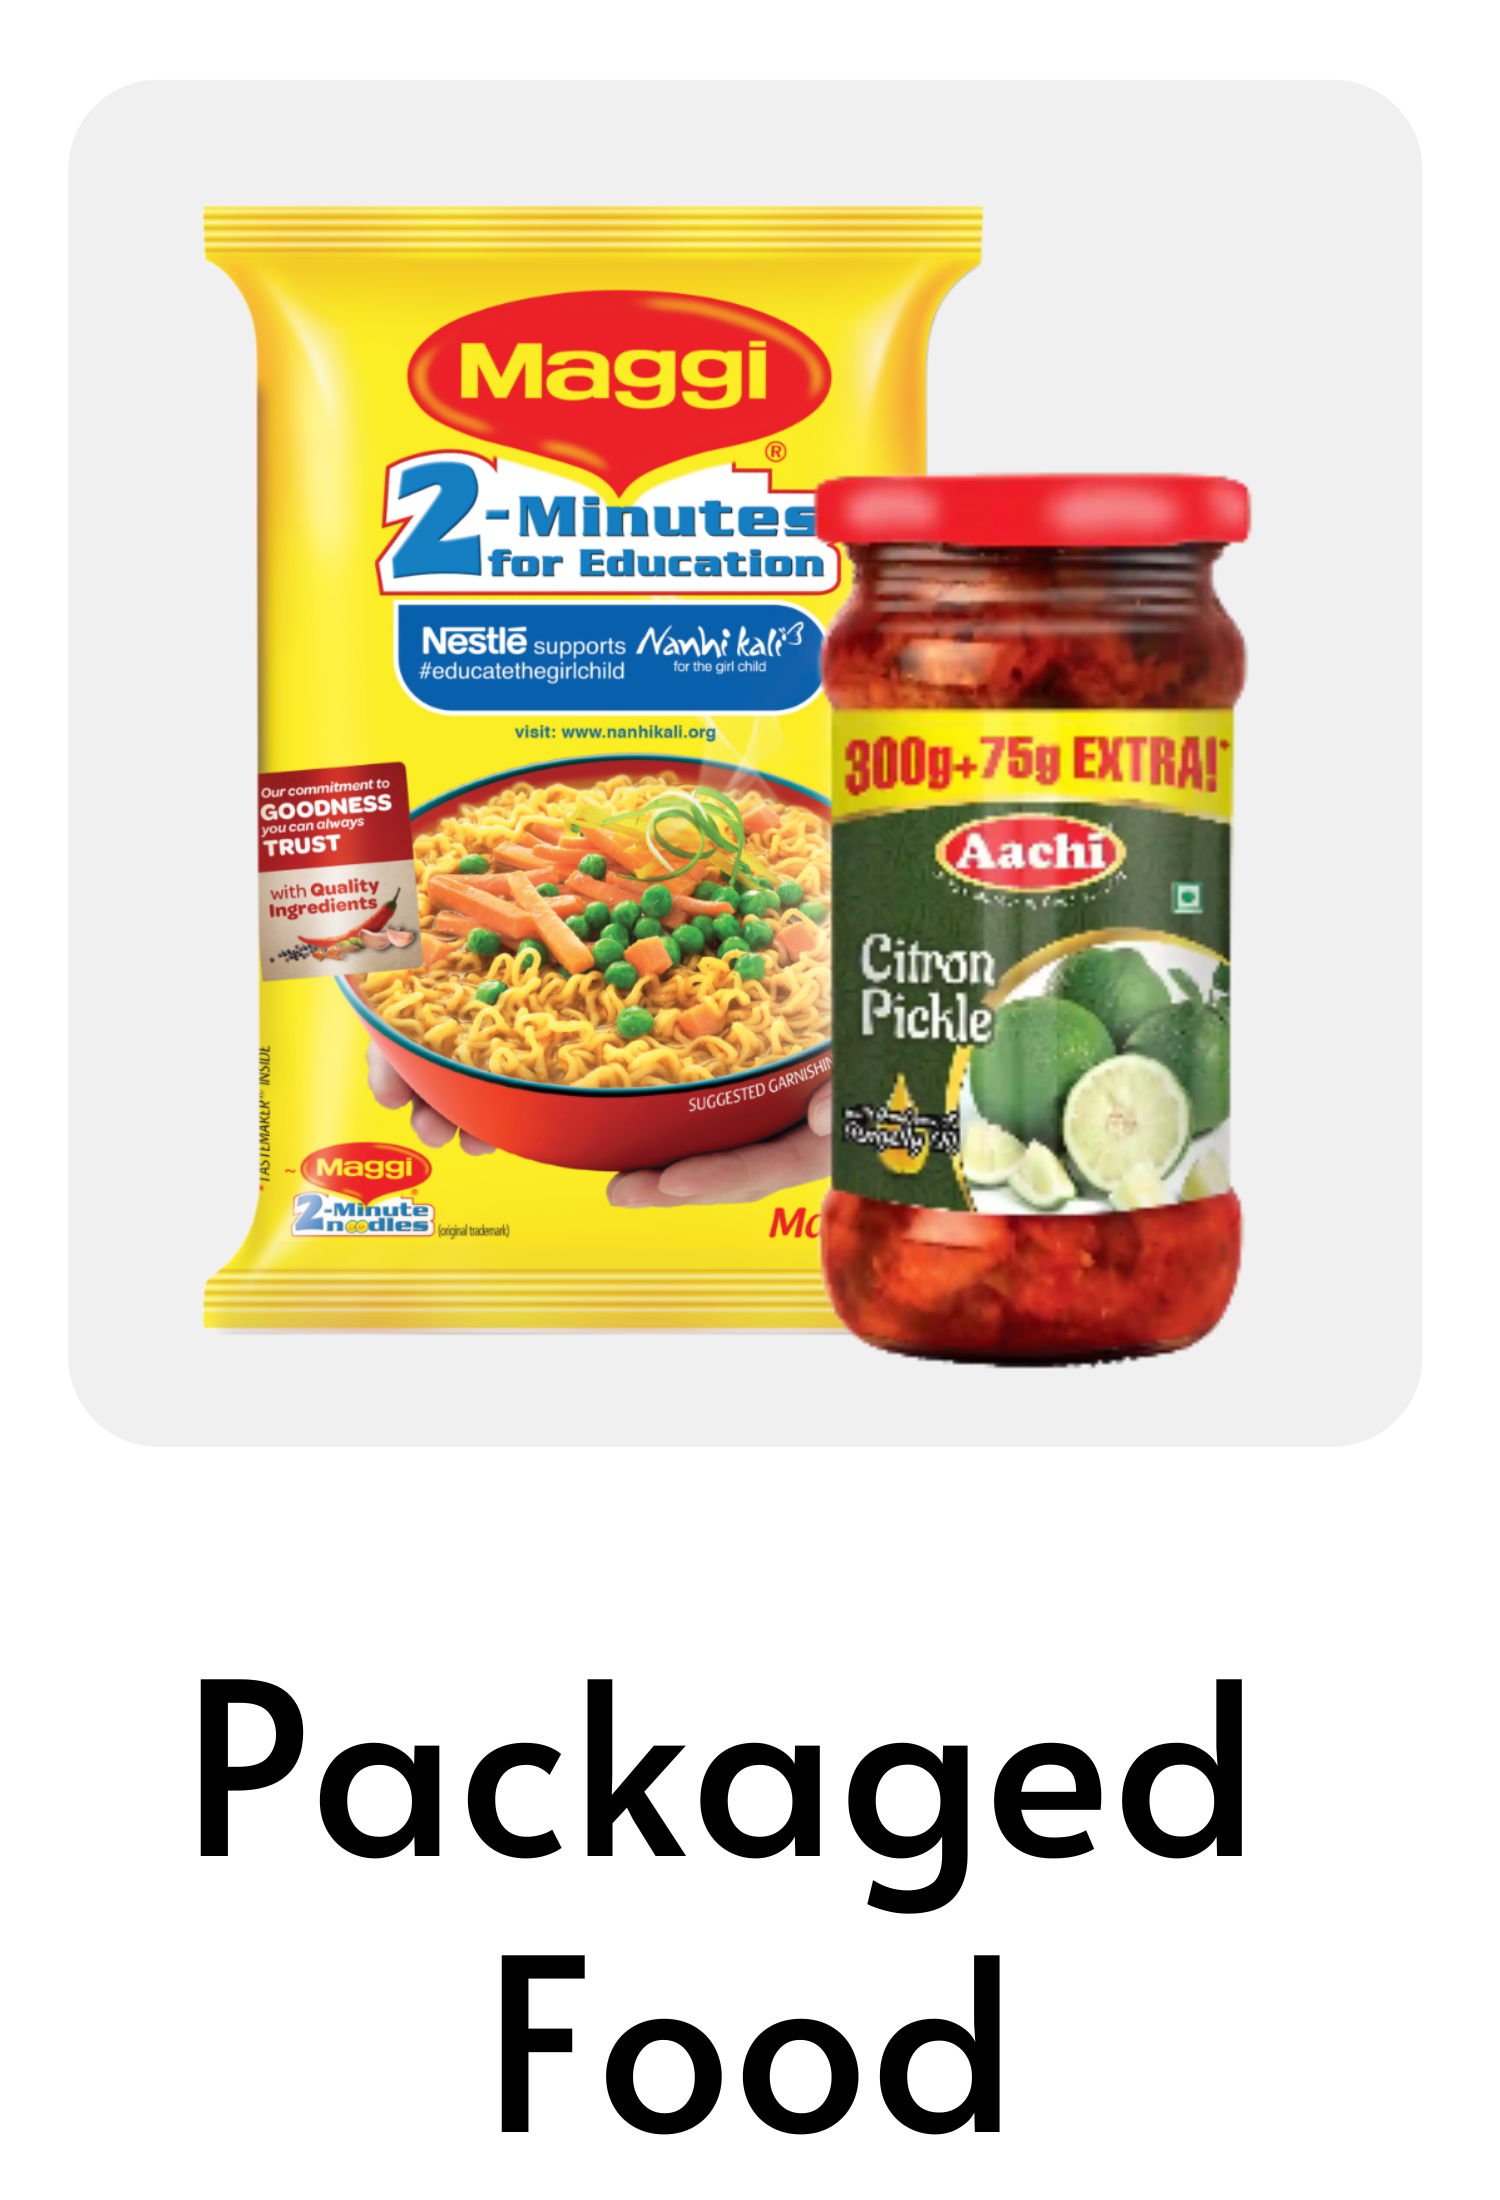 Maggi
®
2-Minutes
for Education
Nestlé supports Nanhi kali
#educatethegirlchild for the girl child
visit: www.nanhikali.org
Our commitment to
GOODNESS
you can always
TRUST
with Quality
Ingredients
SUGGESTED GARNISHIN
*TASTEMAKER INSIDE
~ Maggi
2-Minute
noodles (original trademark)
300g+75g EXTRA!*
Aachi
Citron
Pickle
Packaged
Food